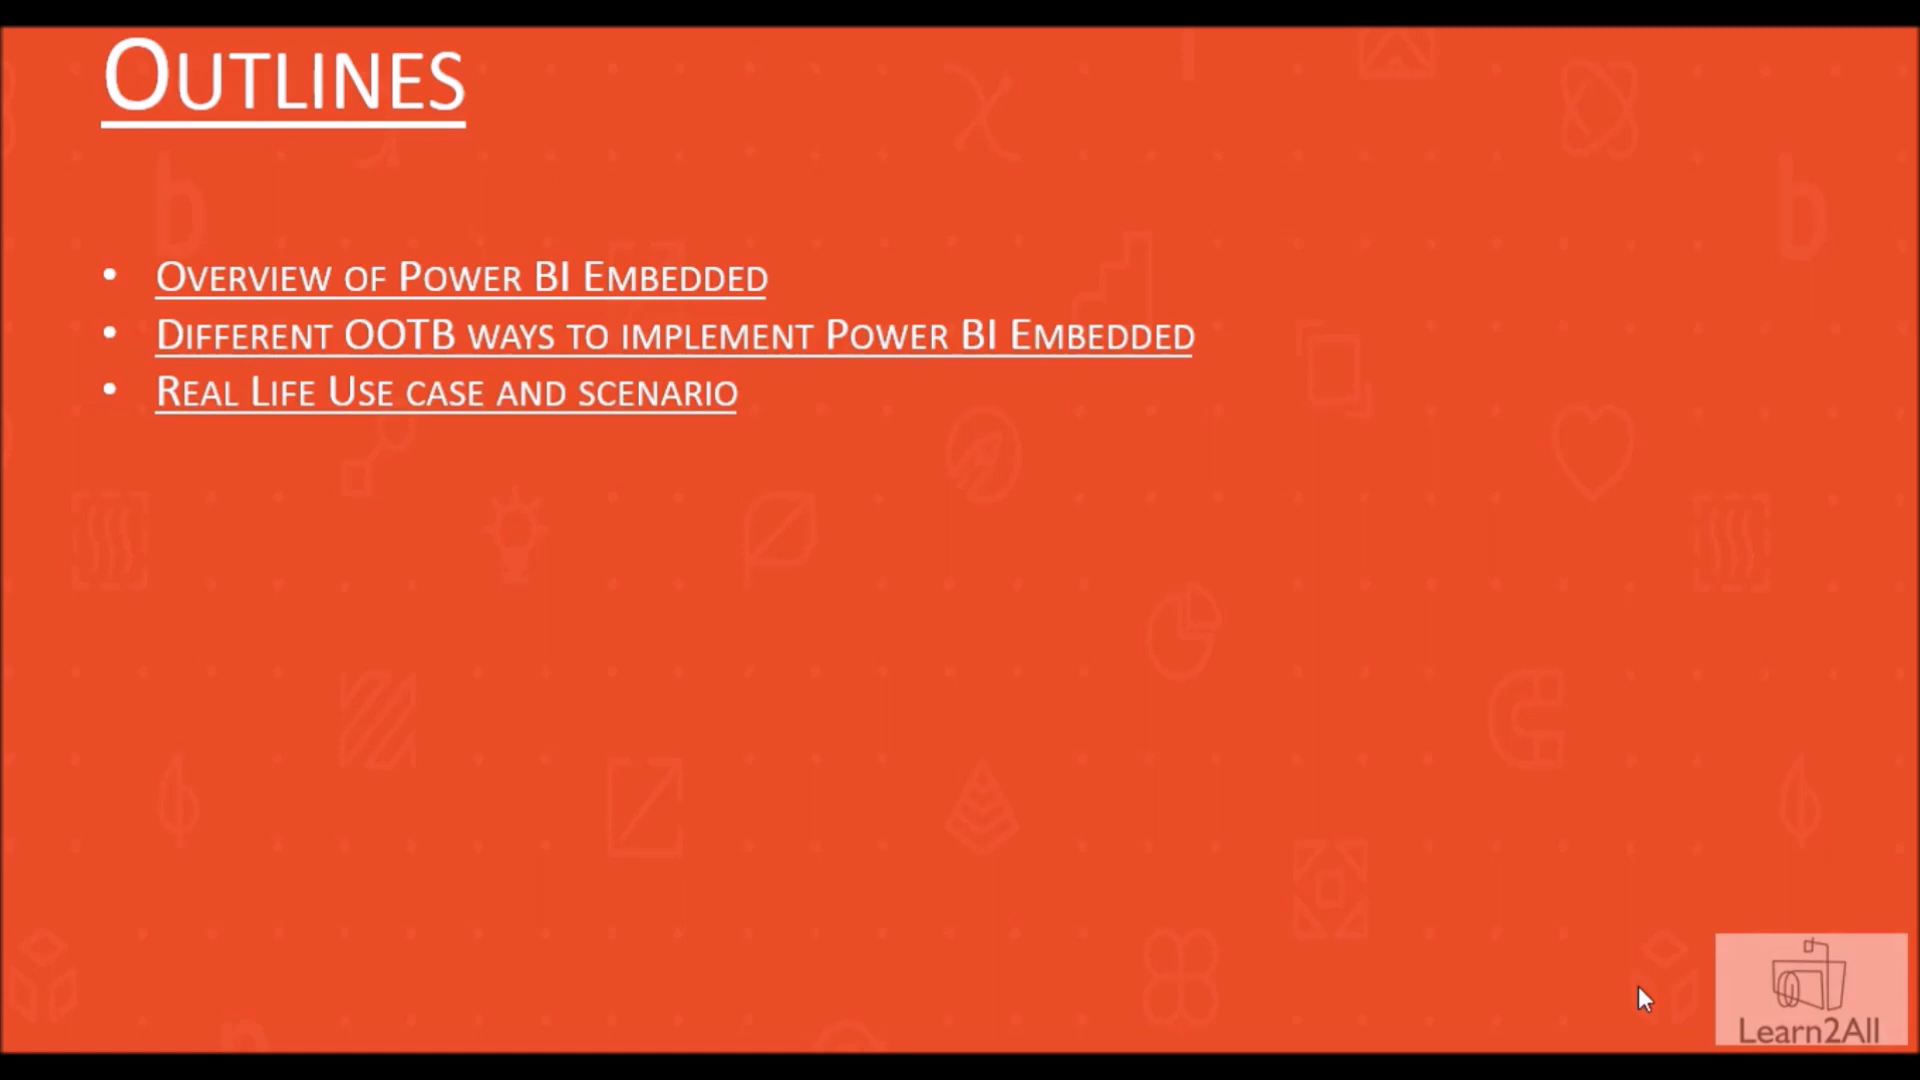 OUTLINES
• OVERVIEW OF POWER BI EMBEDDED
• DIFFERENT OOTB WAYS TO IMPLEMENT POWER BI EMBEDDED
• REAL LIFE USE CASE AND SCENARIO
Learn2All